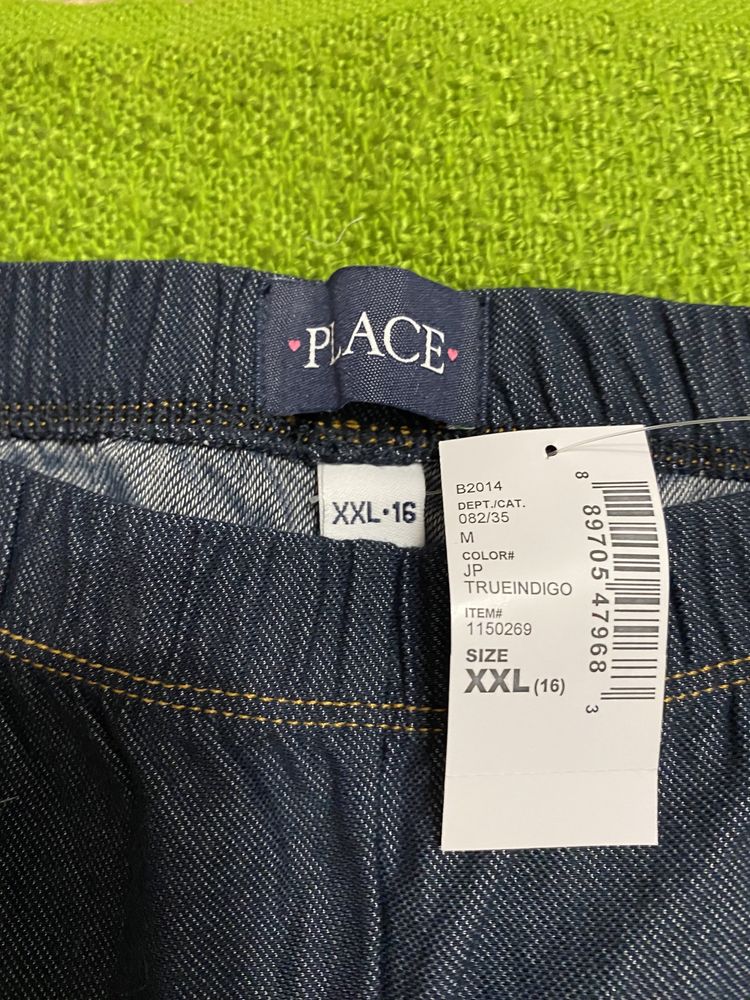 PLACE
XXL•16
B2014
DEPT./CAT.
082/35
M
COLOR#
JP
TRUEINDIGO
ITEM#
1150269
SIZE
XXL (16)
8 89705 47968 3